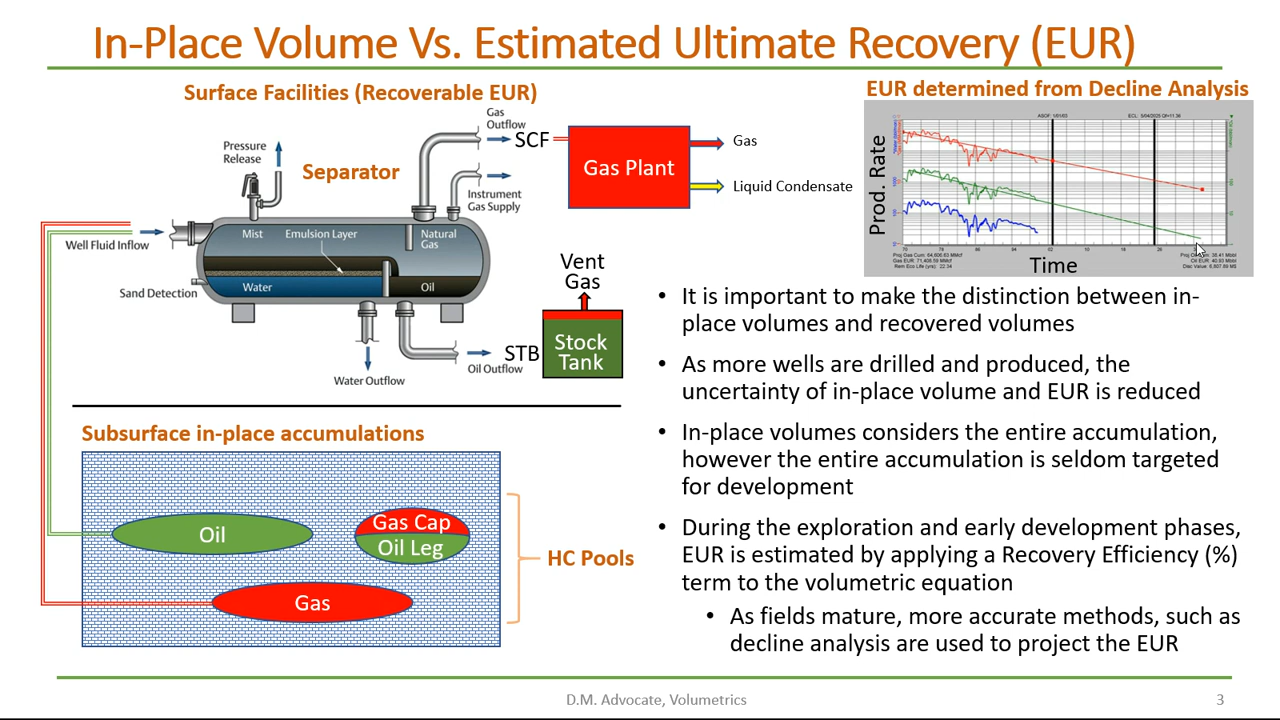 In-Place Volume Vs. Estimated Ultimate Recovery (EUR)
Surface Facilities (Recoverable EUR)
Gas
Outflow
Pressure
Release
Separator
SCF
Gas Plant
Gas
Liquid Condensate
Instrument
Gas Supply
Well Fluid Inflow
Mist
Emulsion Layer
Natural
Gas
Sand Detection
Water
Oil
Vent
Gas
Stock
Tank
STB
Oil Outflow
Water Outflow
Subsurface in-place accumulations
Oil
Gas Cap
Oil Leg
Gas
HC Pools
EUR determined from Decline Analysis
Prod. Rate
Time
• It is important to make the distinction between in-
place volumes and recovered volumes
• As more wells are drilled and produced, the
uncertainty of in-place volume and EUR is reduced
• In-place volumes considers the entire accumulation,
however the entire accumulation is seldom targeted
for development
• During the exploration and early development phases,
EUR is estimated by applying a Recovery Efficiency (%)
term to the volumetric equation
• As fields mature, more accurate methods, such as
decline analysis are used to project the EUR
D.M. Advocate, Volumetrics
3